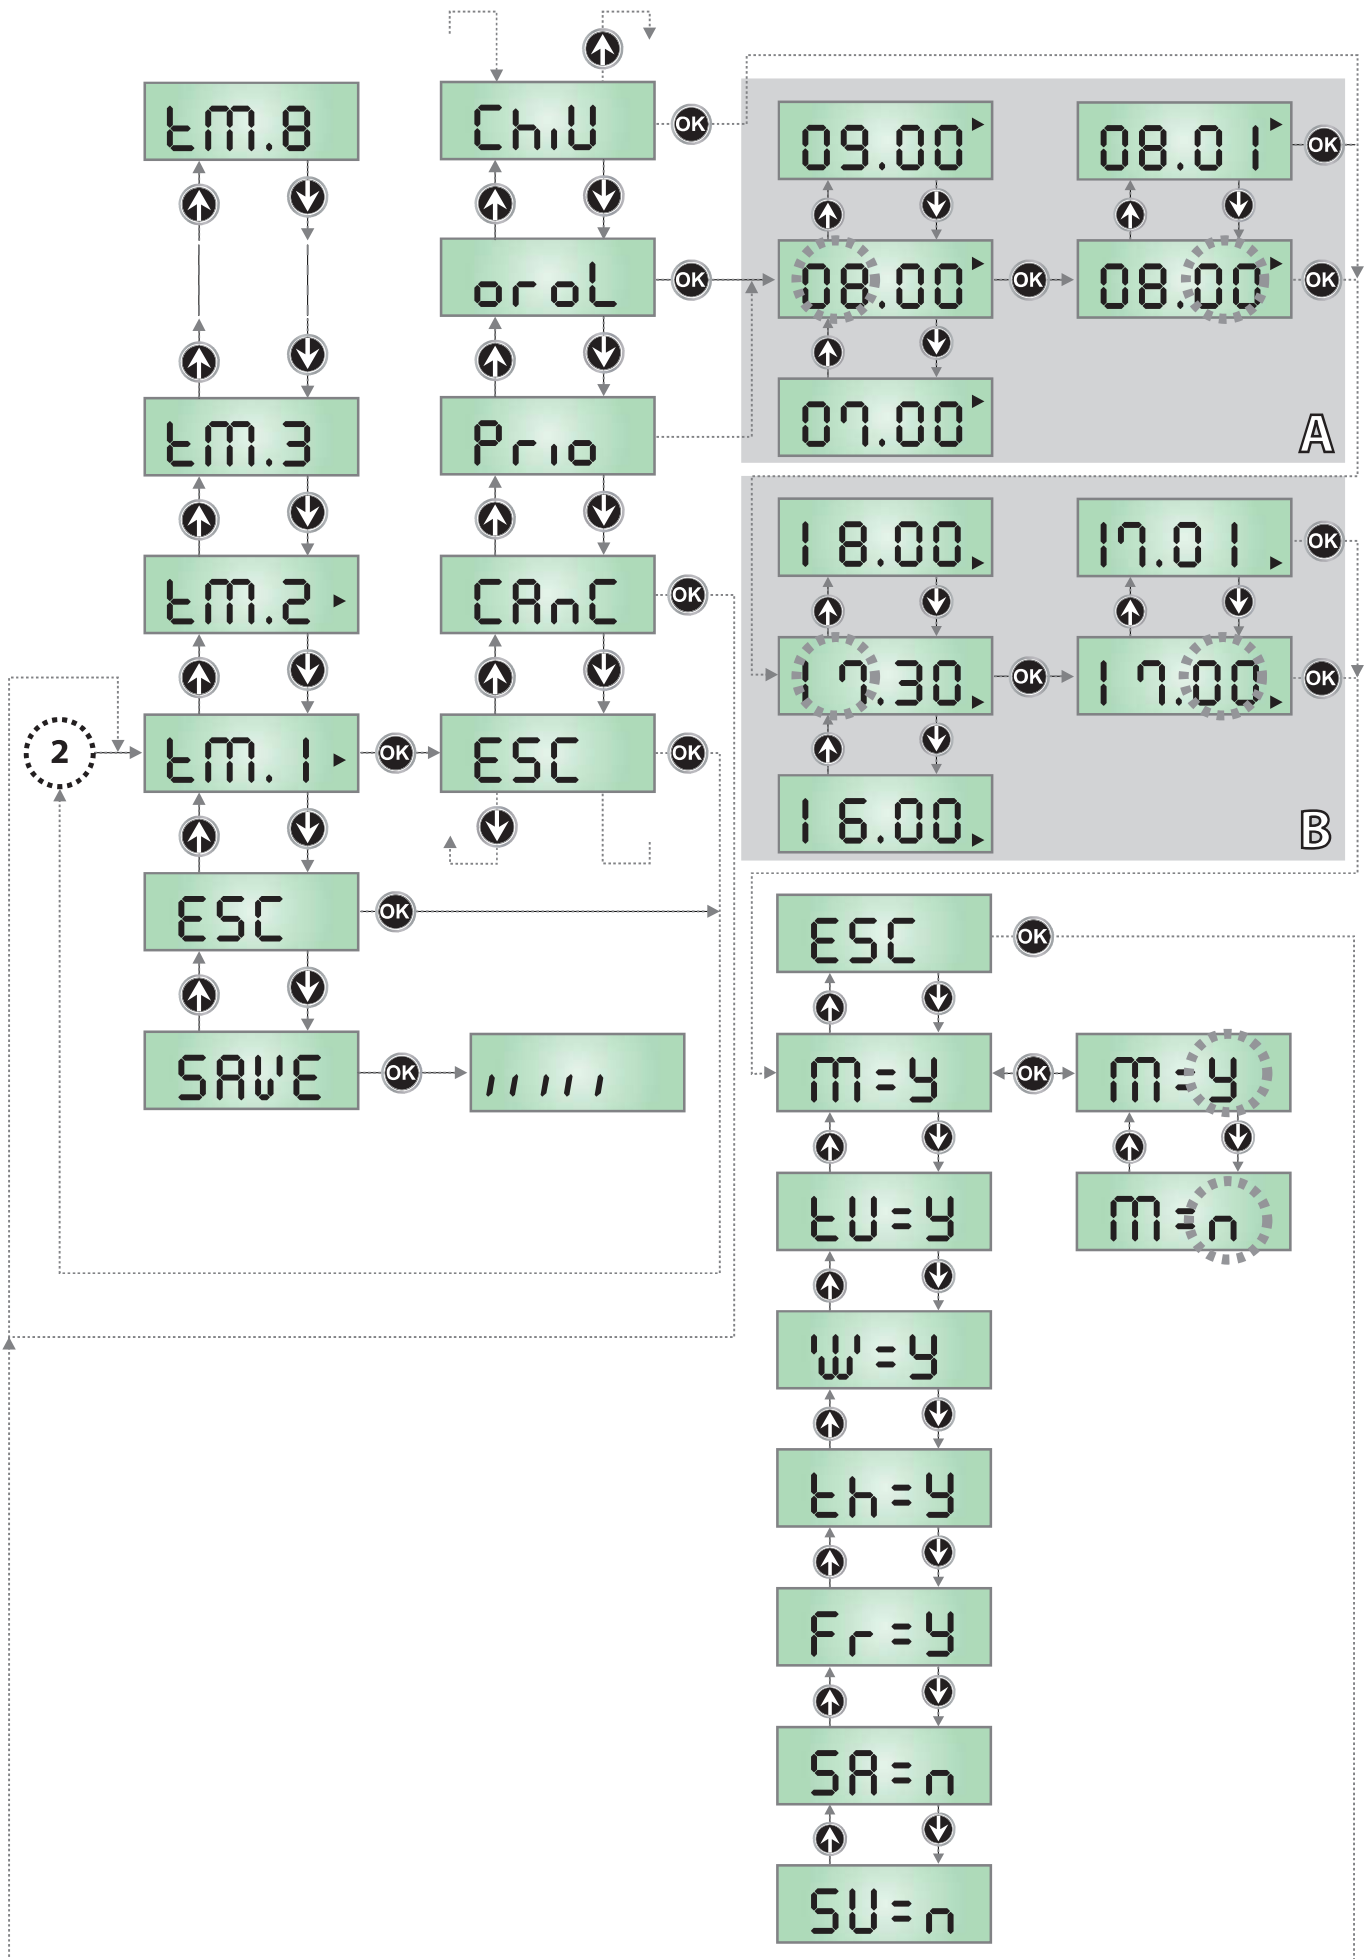 tM.8
tM.3
tM.2
2
tM.1
OK
ESC
OK
SAVE
OK
ChiU
OK
oroL
OK
Prio
CAnC
OK
ESC
OK
09.00
08.01
OK
08.00
OK
08.00
OK
07.00
A
18.00
17.01
OK
17.30
OK
17.00
OK
16.00
B
ESC
OK
M=y
OK
M=y
M=n
tU=y
W=y
th=y
Fr=y
SA=n
SU=n